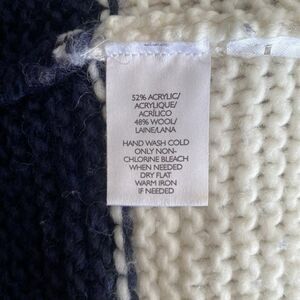 52% ACRYLIC/
ACRYLIQUE/
ACRÍLICO
48% WOOL/
LAINE/LANA
HAND WASH COLD
ONLY NON-
CHLORINE BLEACH
WHEN NEEDED
DRY FLAT
WARM IRON
IF NEEDED